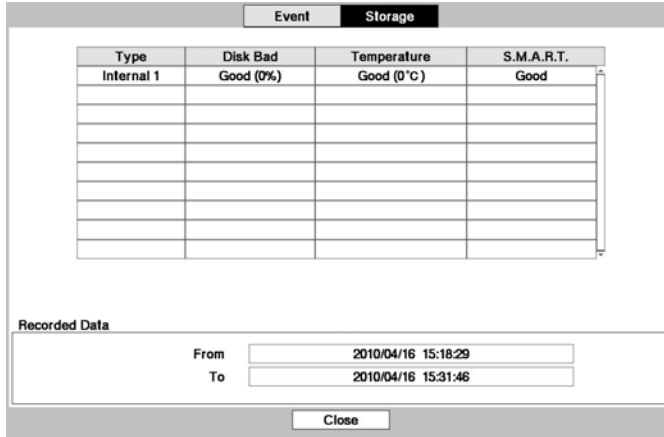 Event Storage
Type Disk Bad Temperature S.M.A.R.T.
Internal 1 Good (0%) Good (0°C) Good
Recorded Data
From 2010/04/16 15:18:29
To 2010/04/16 15:31:46
Close